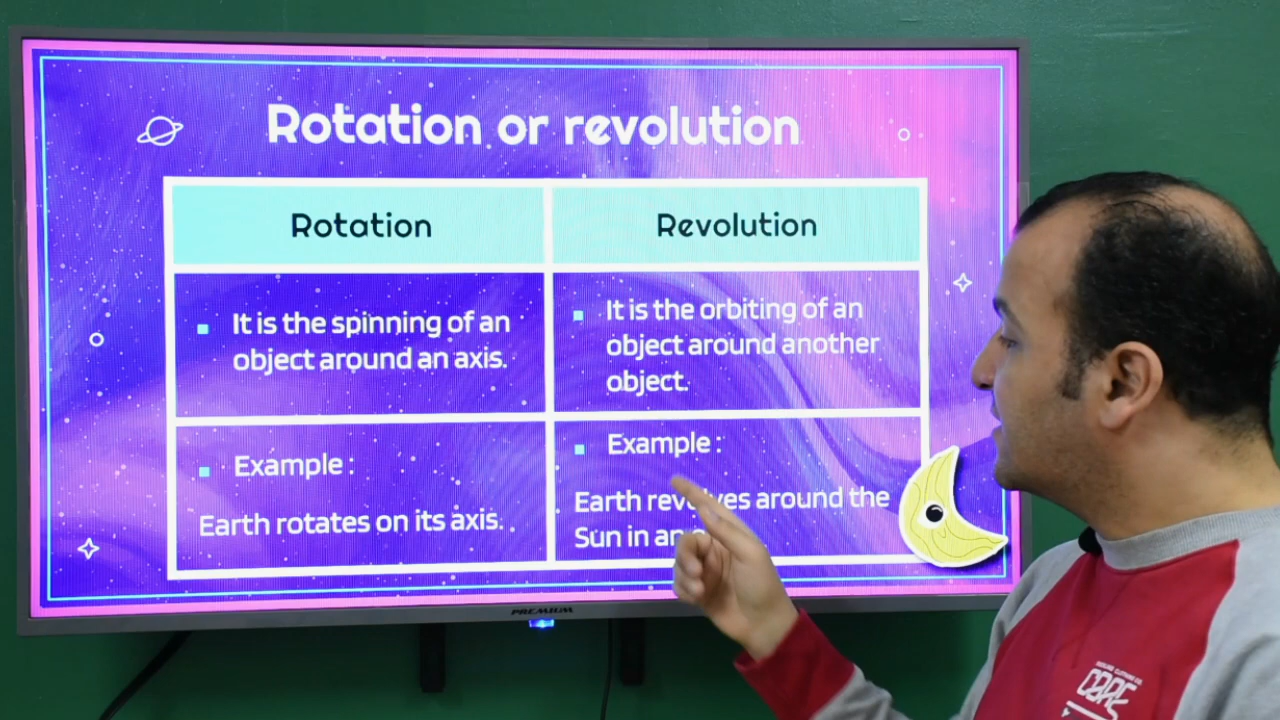 Rotation or revolution
Rotation
Revolution
It is the spinning of an
object around an axis.
It is the orbiting of an
object around another
object.
Example :
Earth rotates on its axis.
Example :
Earth revolves around the
Sun in an
PREMIUM